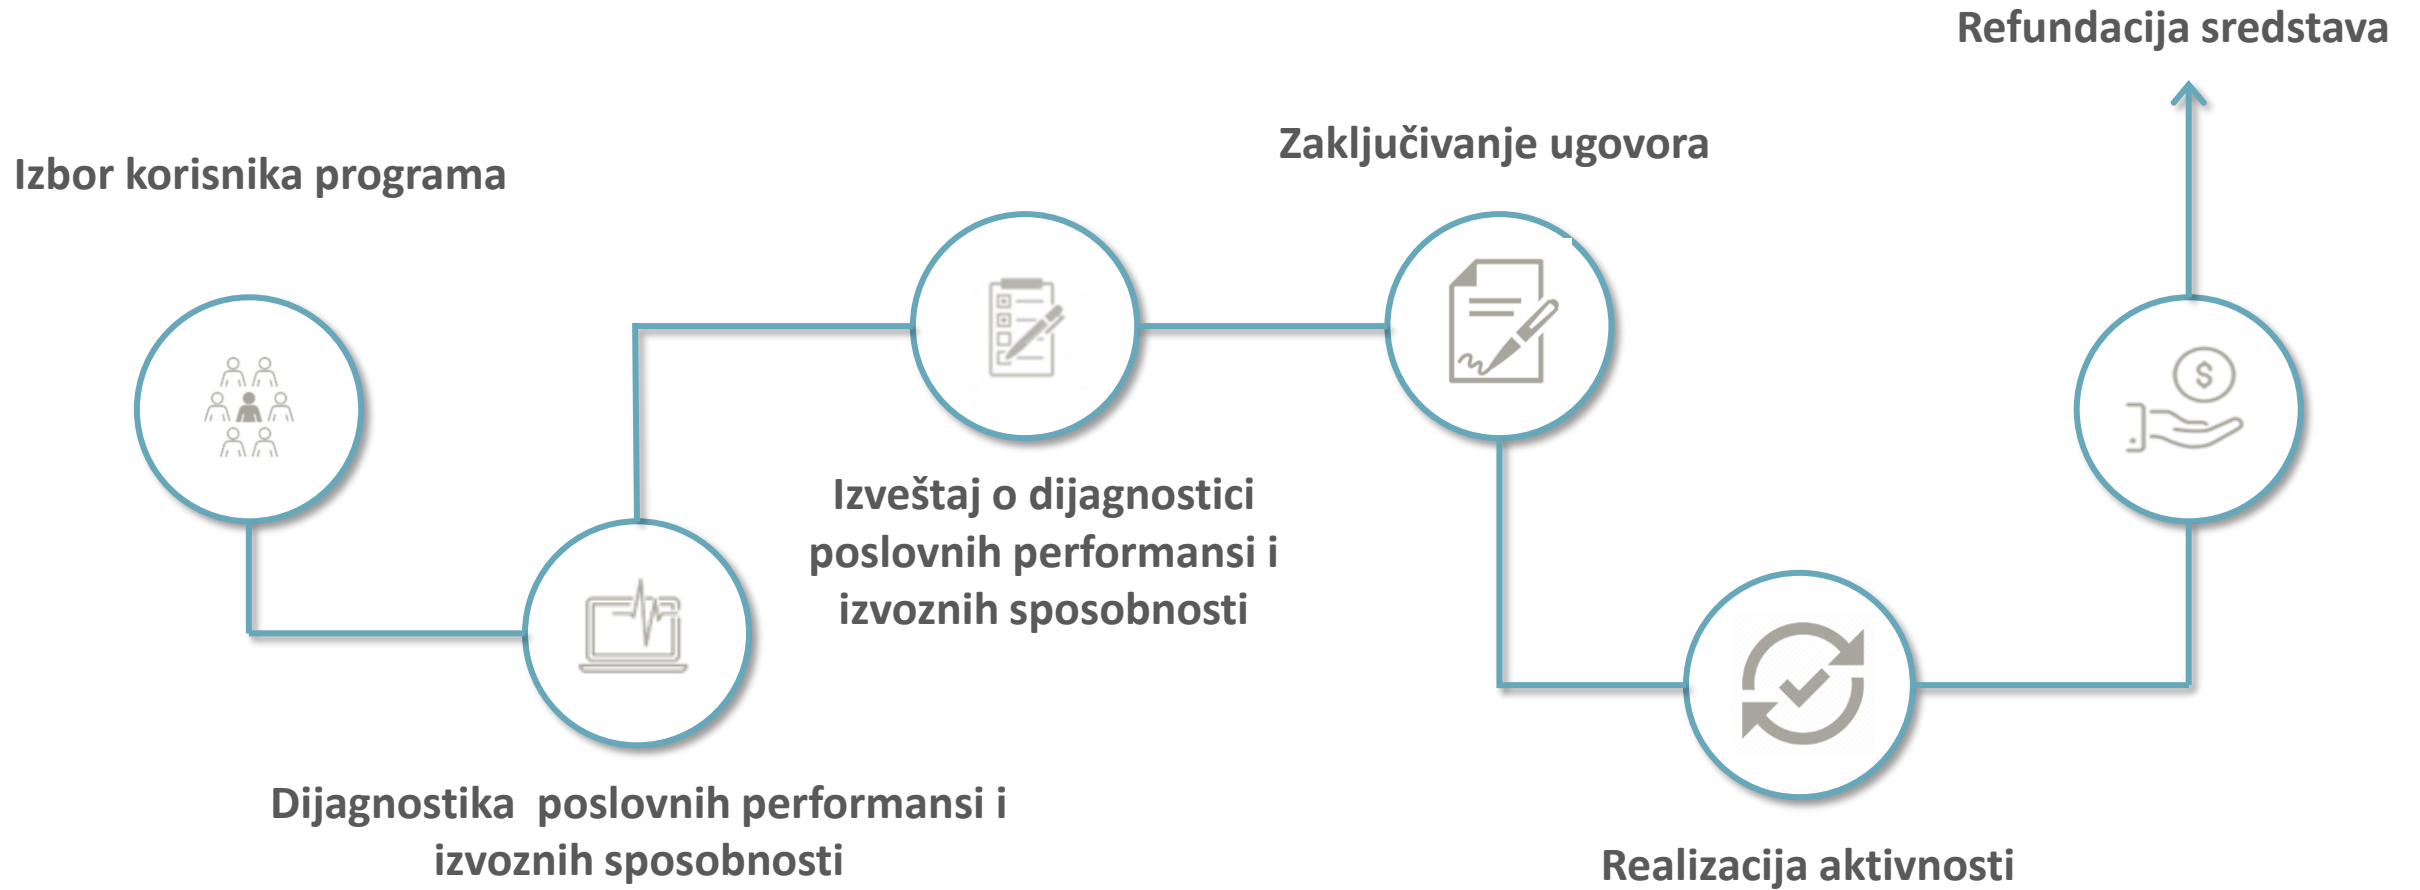 Izbor korisnika programa
Dijagnostika  poslovnih performansi i
izvoznih sposobnosti
Izveštaj o dijagnostici
poslovnih performansi i
izvoznih sposobnosti
Zaključivanje ugovora
Realizacija aktivnosti
Refundacija sredstava
$